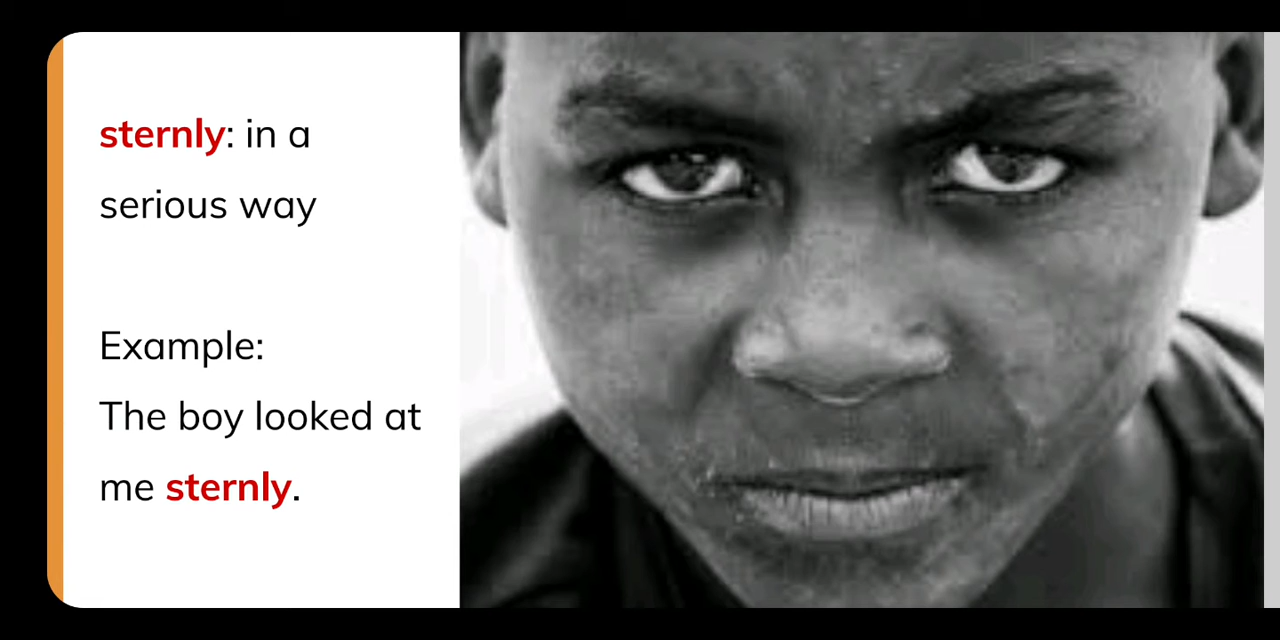 sternly: in a
serious way
Example:
The boy looked at
me sternly.